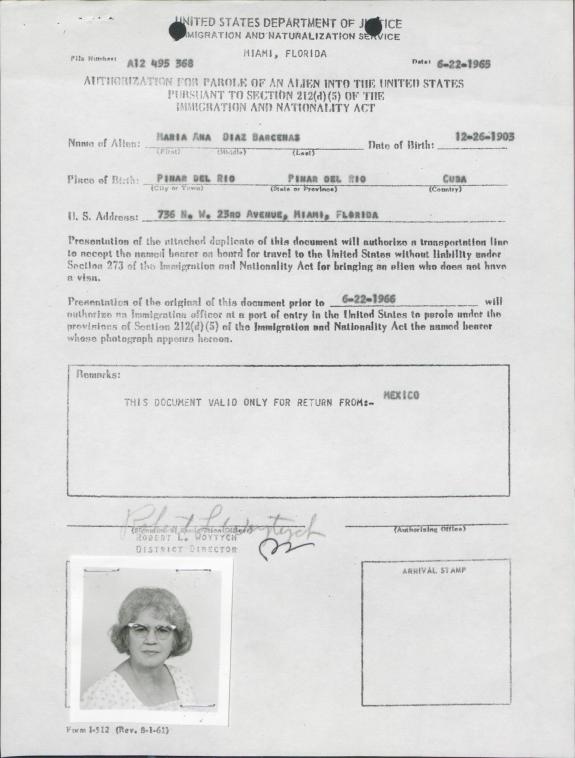 UNITED STATES DEPARTMENT OF JUSTICE
IMMIGRATION AND NATURALIZATION SERVICE
MIAMI, FLORIDA
File Number: A12 495 368 Date: 6-22-1965
AUTHORIZATION FOR PAROLE OF AN ALIEN INTO THE UNITED STATES
PURSUANT TO SECTION 212(d)(5) OF THE
IMMIGRATION AND NATIONALITY ACT
Name of Alien: MARIA ANA DIAZ BARCENAS Date of Birth: 12-26-1903
(First) (Middle) (Last)
Place of Birth: PINAR DEL RIO PINAR DEL RIO CUBA
(City or Town) (State or Province) (Country)
U. S. Address: 736 N. W. 23RD AVENUE, MIAMI, FLORIDA
Presentation of the attached duplicate of this document will authorize a transportation line
to accept the named bearer on board for travel to the United States without liability under
Section 273 of the Immigration and Nationality Act for bringing an alien who does not have
a visa.
Presentation of the original of this document prior to 6-22-1966 will
authorize an Immigration officer at a port of entry in the United States to parole under the
provisions of Section 212(d)(5) of the Immigration and Nationality Act the named bearer
whose photograph appears hereon.
Remarks:
THIS DOCUMENT VALID ONLY FOR RETURN FROM:- MEXICO
(Authorizing Office)
ROBERT L. WOYTYCH
DISTRICT DIRECTOR
ARRIVAL STAMP
Form I-512 (Rev. 8-1-61)